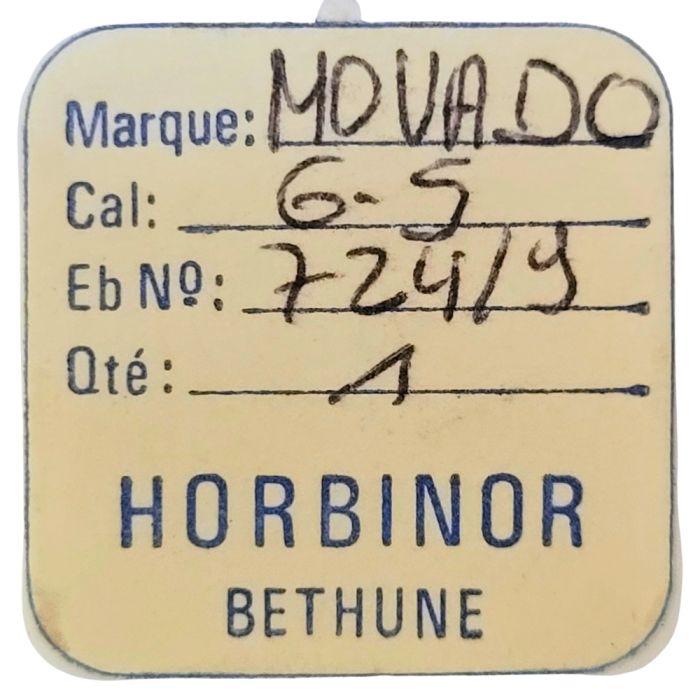 Marque: MOVADO
Cal: 6-5
Eb Nº: 724/9
Qté: 1
HORBINOR
BETHUNE